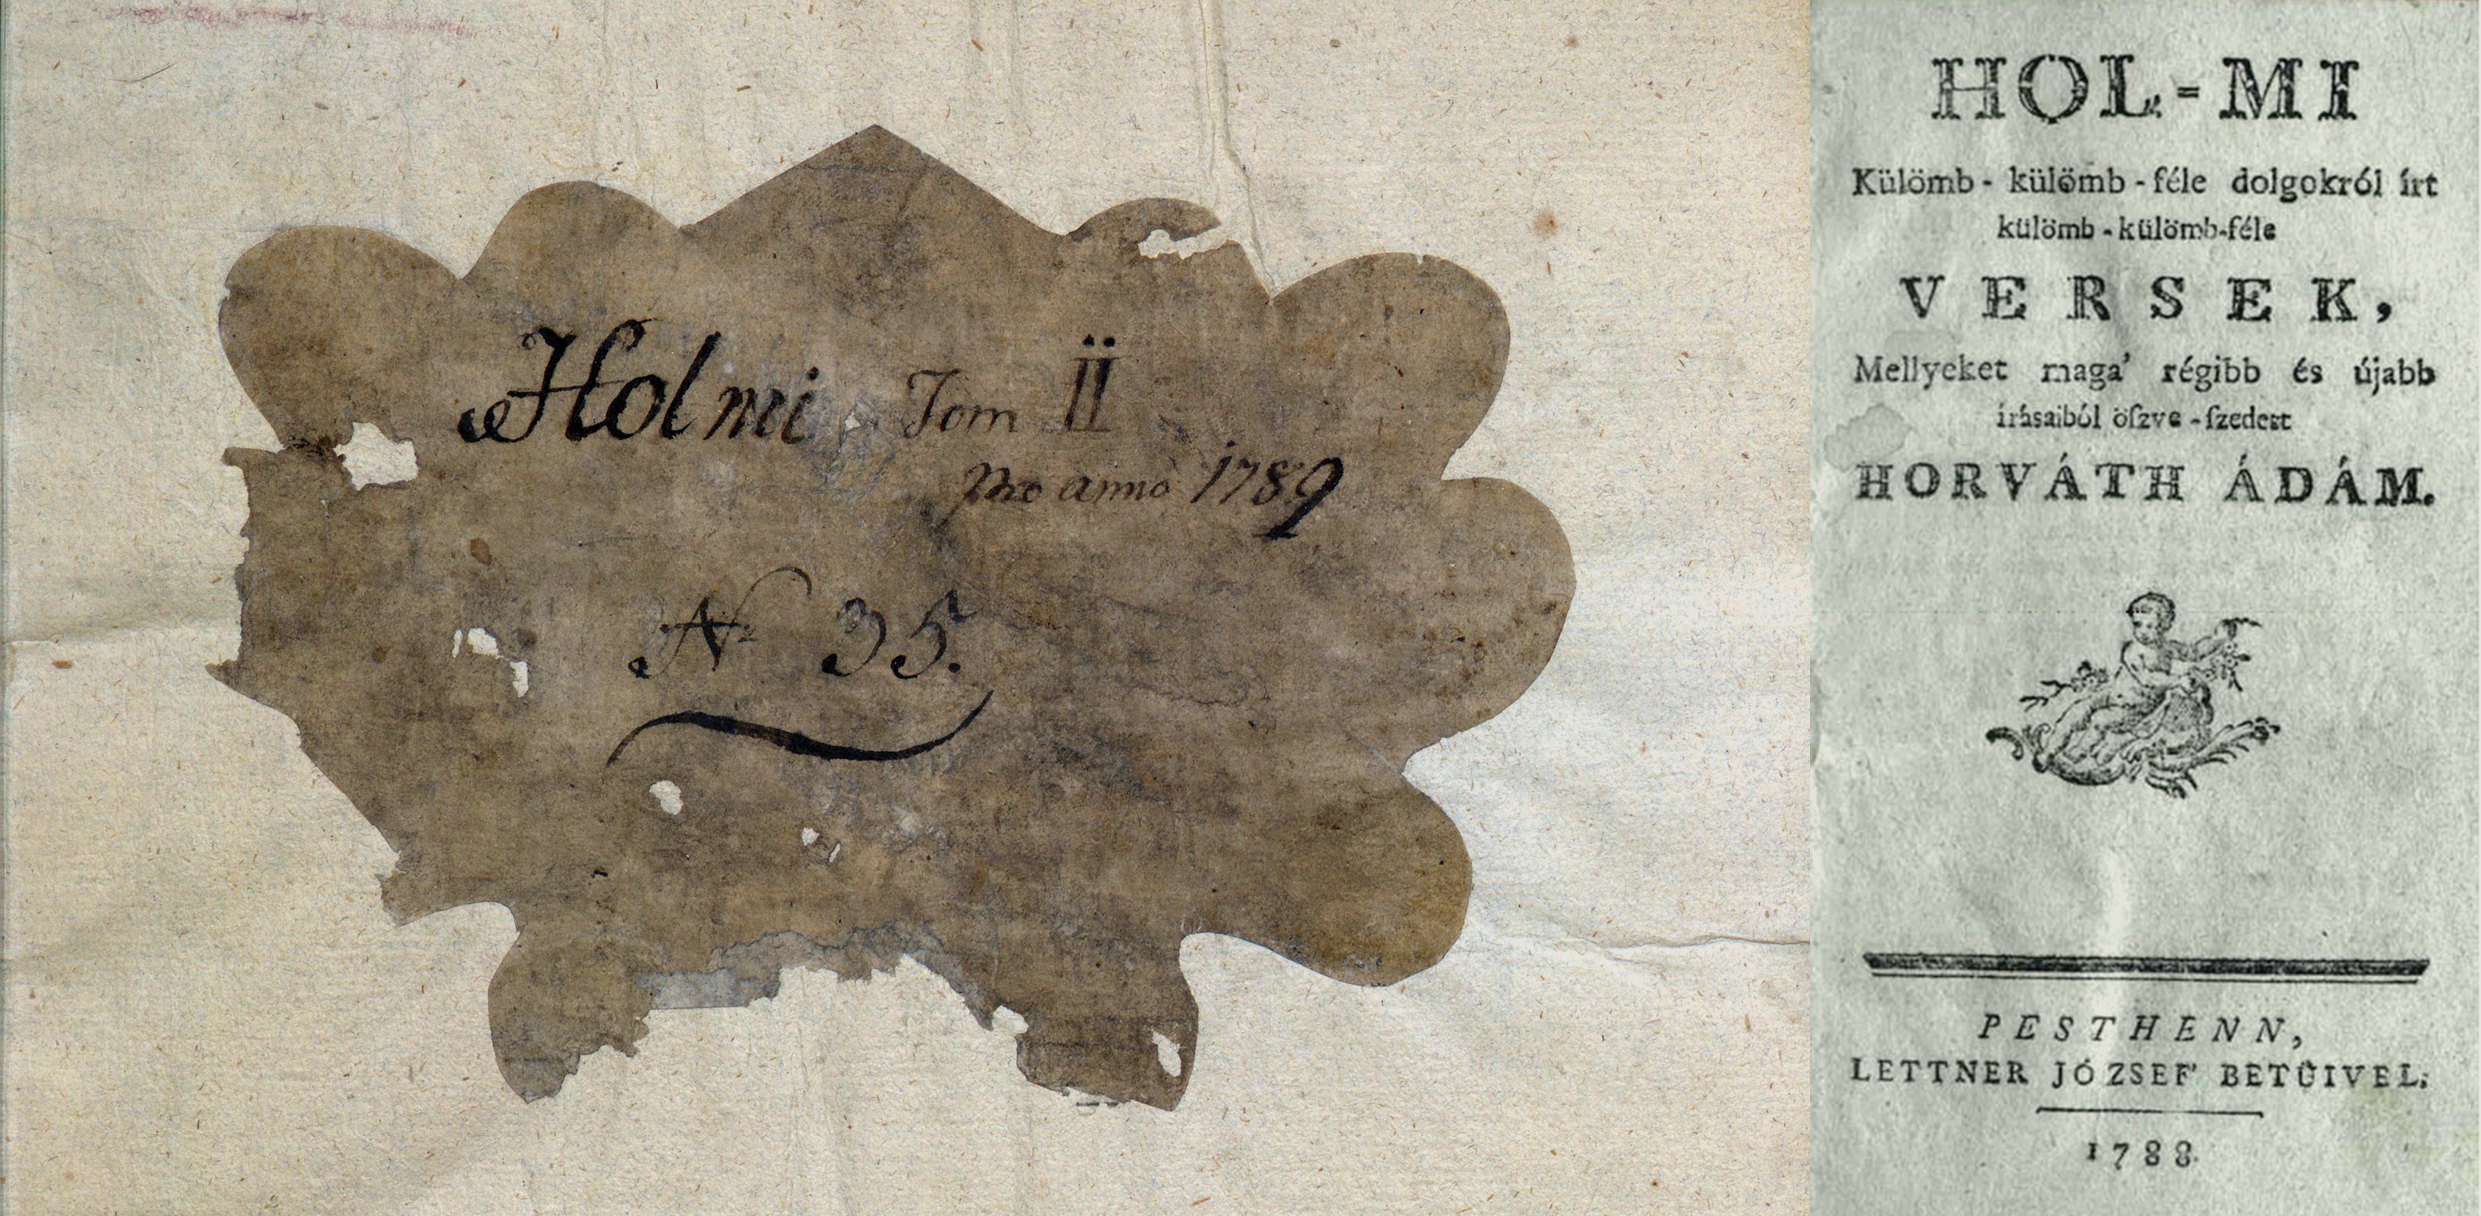 Holmi Tom II
Pro anno 1789
N 35.
HOL-MI
Külömb-külömb-féle dolgokról írt
külömb-külömb-féle
VERSEK,
Mellyeket maga' régibb és újabb
írásaiból öſzve-ſzedett
HORVÁTH ÁDÁM.
PESTHENN,
LETTNER JÓZSEF' BETŰIVEL.
1788.